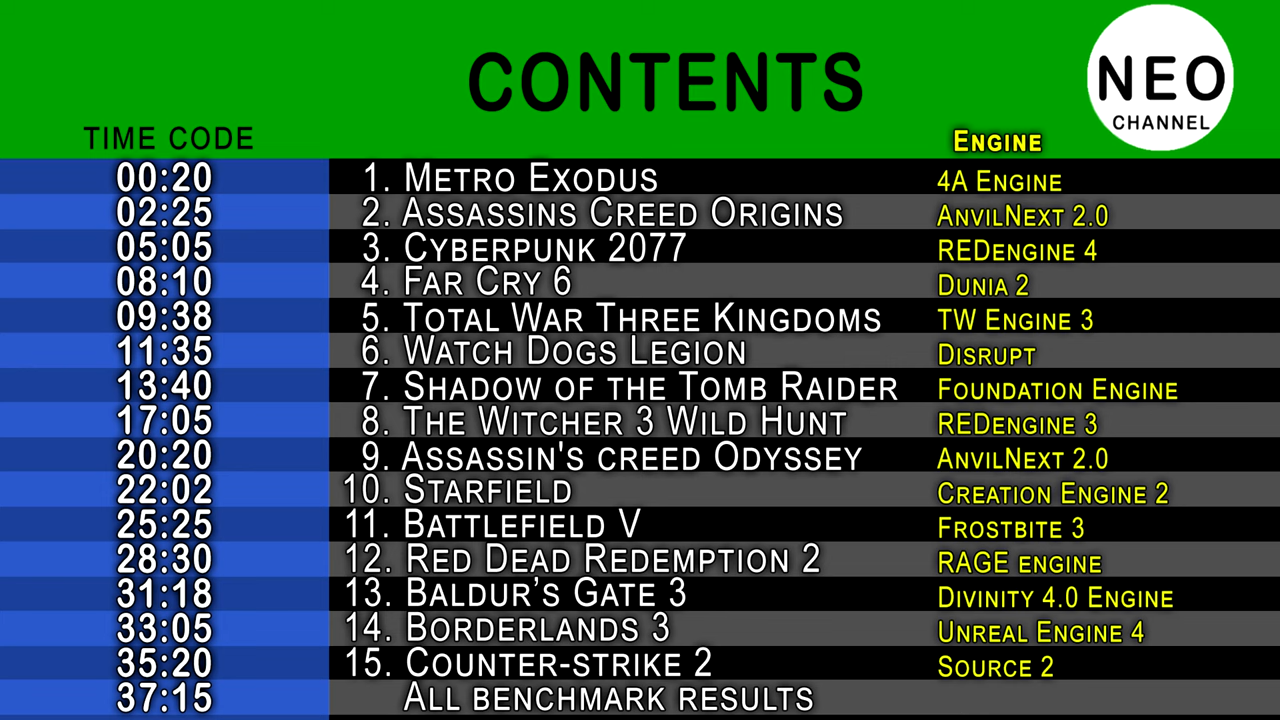 CONTENTS
NEO
CHANNEL
TIME CODE ENGINE
00:20 1. METRO EXODUS 4A ENGINE
02:25 2. ASSASSINS CREED ORIGINS ANVILNEXT 2.0
05:05 3. CYBERPUNK 2077 REDENGINE 4
08:10 4. FAR CRY 6 DUNIA 2
09:38 5. TOTAL WAR THREE KINGDOMS TW ENGINE 3
11:35 6. WATCH DOGS LEGION DISRUPT
13:40 7. SHADOW OF THE TOMB RAIDER FOUNDATION ENGINE
17:05 8. THE WITCHER 3 WILD HUNT REDENGINE 3
20:20 9. ASSASSIN'S CREED ODYSSEY ANVILNEXT 2.0
22:02 10. STARFIELD CREATION ENGINE 2
25:25 11. BATTLEFIELD V FROSTBITE 3
28:30 12. RED DEAD REDEMPTION 2 RAGE ENGINE
31:18 13. BALDUR’S GATE 3 DIVINITY 4.0 ENGINE
33:05 14. BORDERLANDS 3 UNREAL ENGINE 4
35:20 15. COUNTER-STRIKE 2 SOURCE 2
37:15 ALL BENCHMARK RESULTS